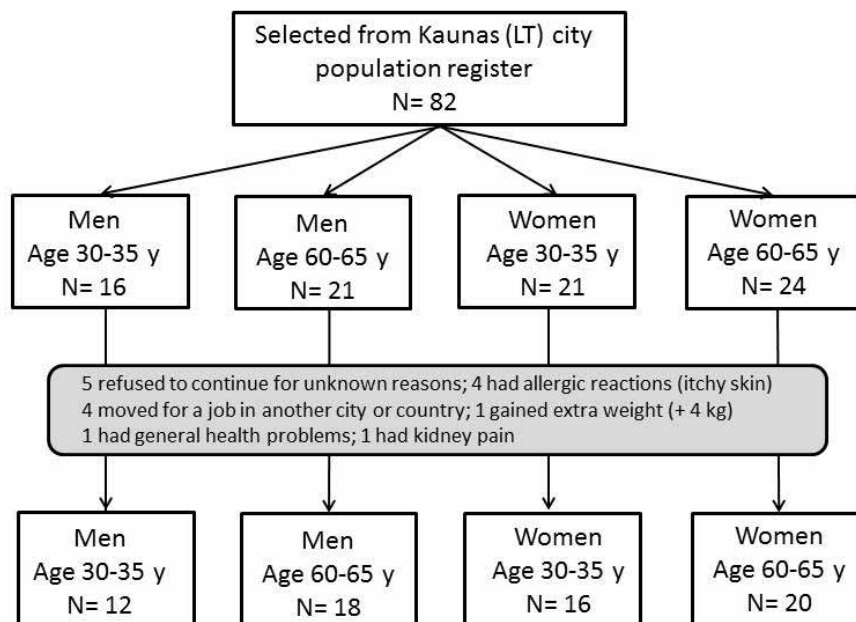 Selected from Kaunas (LT) city
population register
N= 82
Men
Age 30-35 y
N= 16
Men
Age 60-65 y
N= 21
Women
Age 30-35 y
N= 21
Women
Age 60-65 y
N= 24
5 refused to continue for unknown reasons; 4 had allergic reactions (itchy skin)
4 moved for a job in another city or country; 1 gained extra weight (+ 4 kg)
1 had general health problems; 1 had kidney pain
Men
Age 30-35 y
N= 12
Men
Age 60-65 y
N= 18
Women
Age 30-35 y
N= 16
Women
Age 60-65 y
N= 20